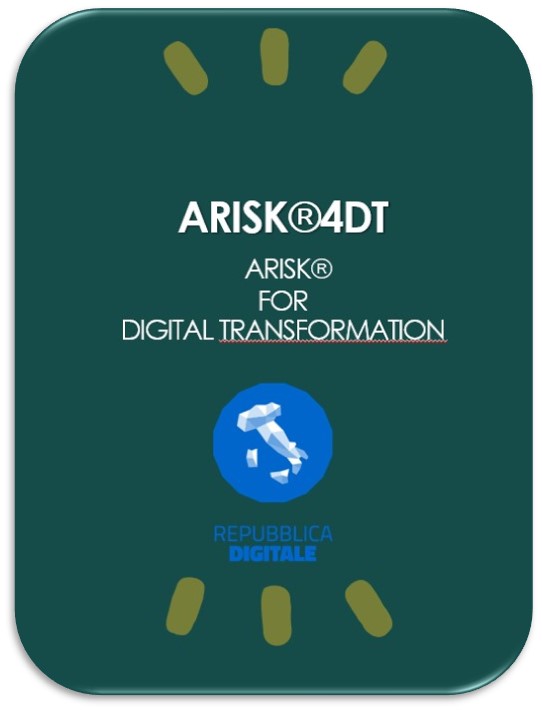 ARISK®4DT
ARISK®
FOR
DIGITAL TRANSFORMATION
REPUBBLICA
DIGITALE